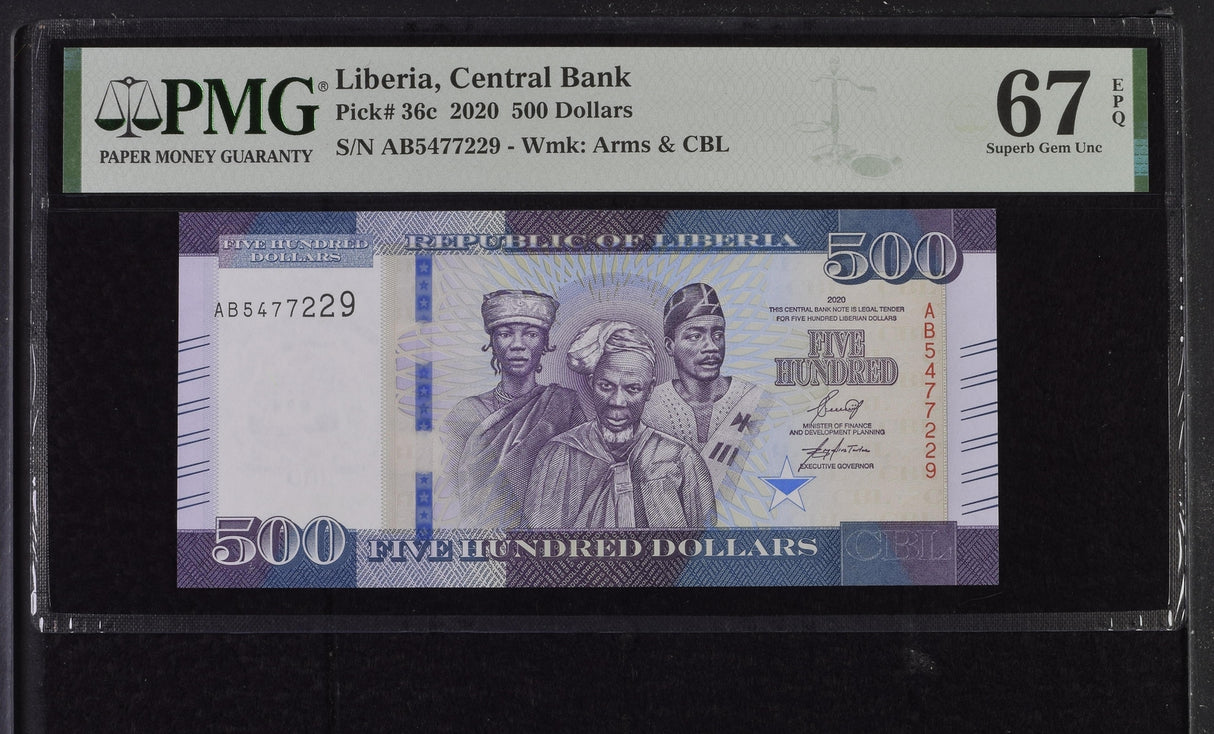 PMG®
PAPER MONEY GUARANTY
Liberia, Central Bank
Pick# 36c 2020 500 Dollars
S/N AB5477229 - Wmk: Arms & CBL
67
EPQ
Superb Gem Unc
FIVE HUNDRED
DOLLARS
REPUBLIC OF LIBERIA
500
AB5477229
2020
THIS CENTRAL BANK NOTE IS LEGAL TENDER
FOR FIVE HUNDRED LIBERIAN DOLLARS
FIVE
HUNDRED
AB5477229
MINISTER OF FINANCE
AND DEVELOPMENT PLANNING
EXECUTIVE GOVERNOR
500
FIVE HUNDRED DOLLARS
CBL